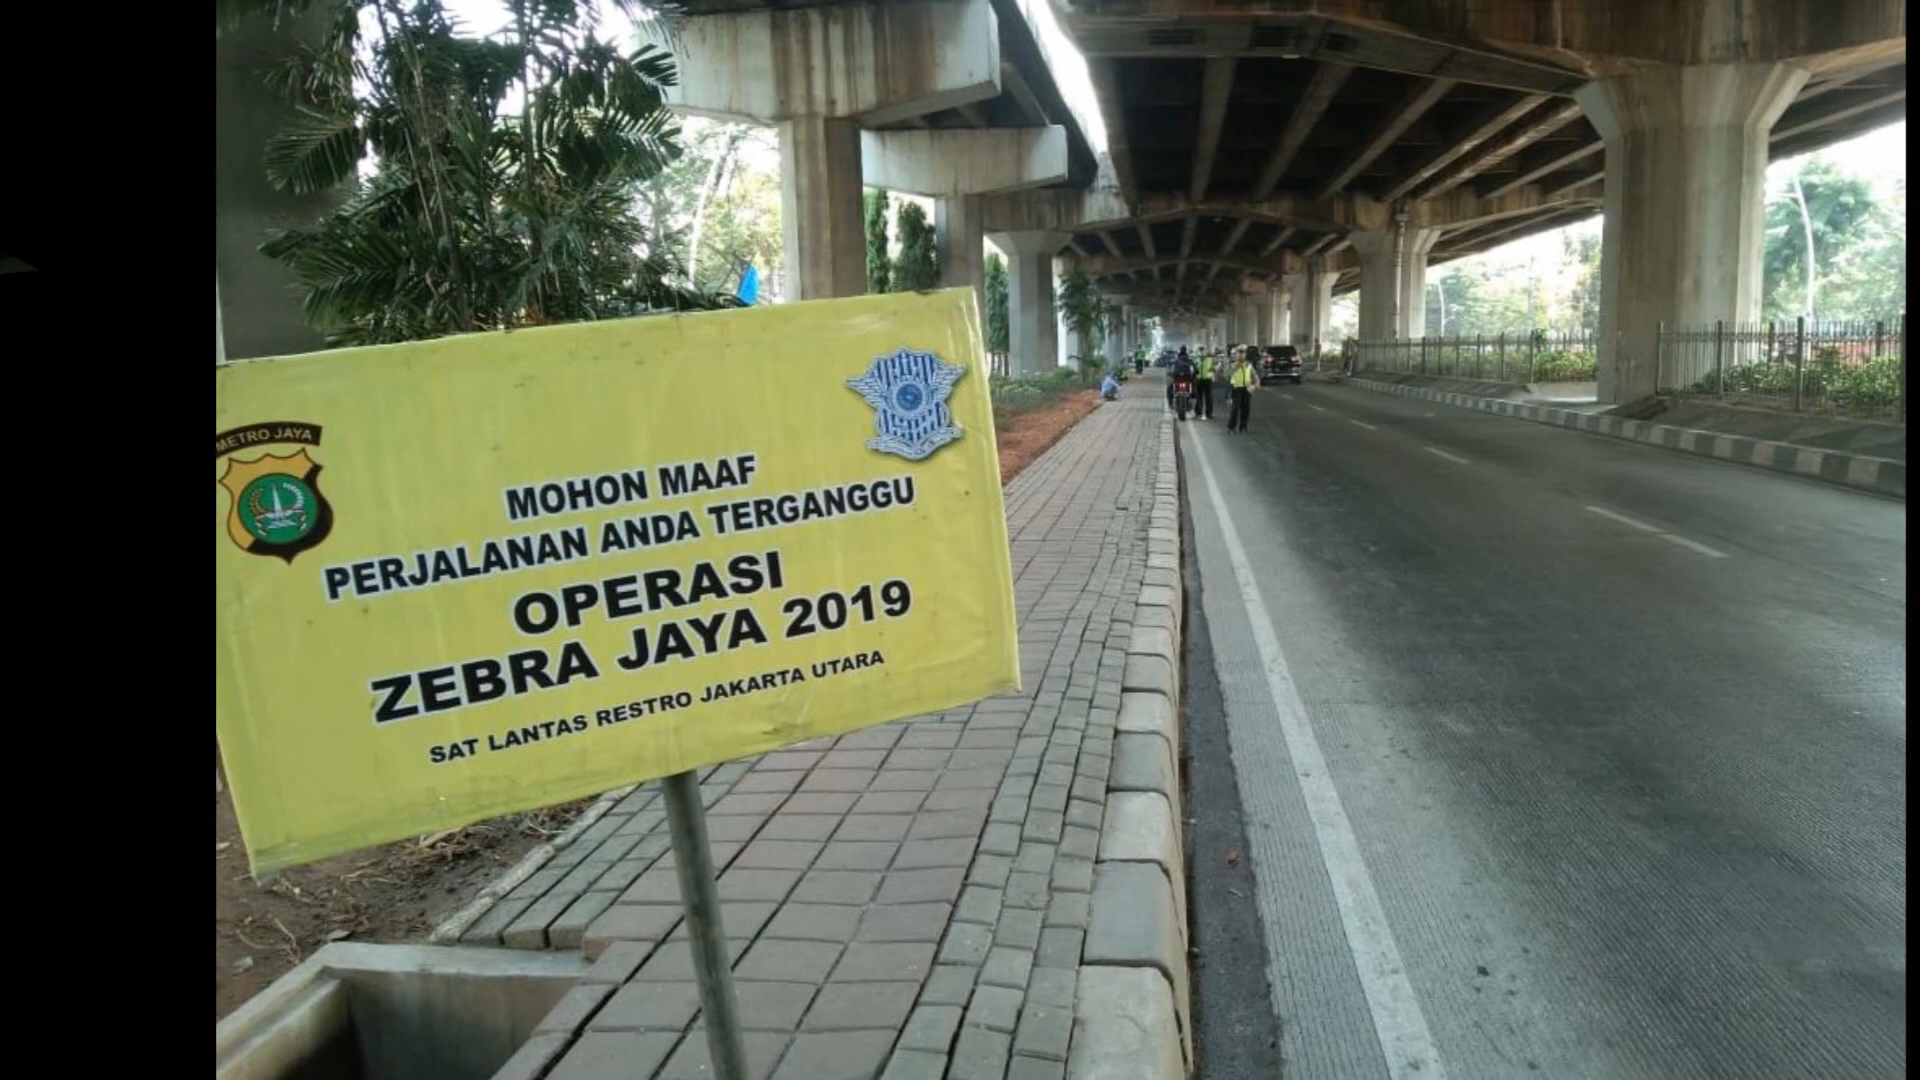 METRO JAYA
MOHON MAAF
PERJALANAN ANDA TERGANGGU
OPERASI
ZEBRA JAYA 2019
SAT LANTAS RESTRO JAKARTA UTARA